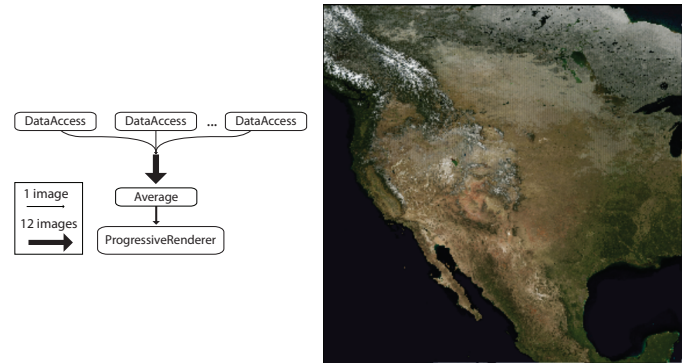 DataAccess DataAccess ... DataAccess
1 image
12 images
Average
ProgressiveRenderer